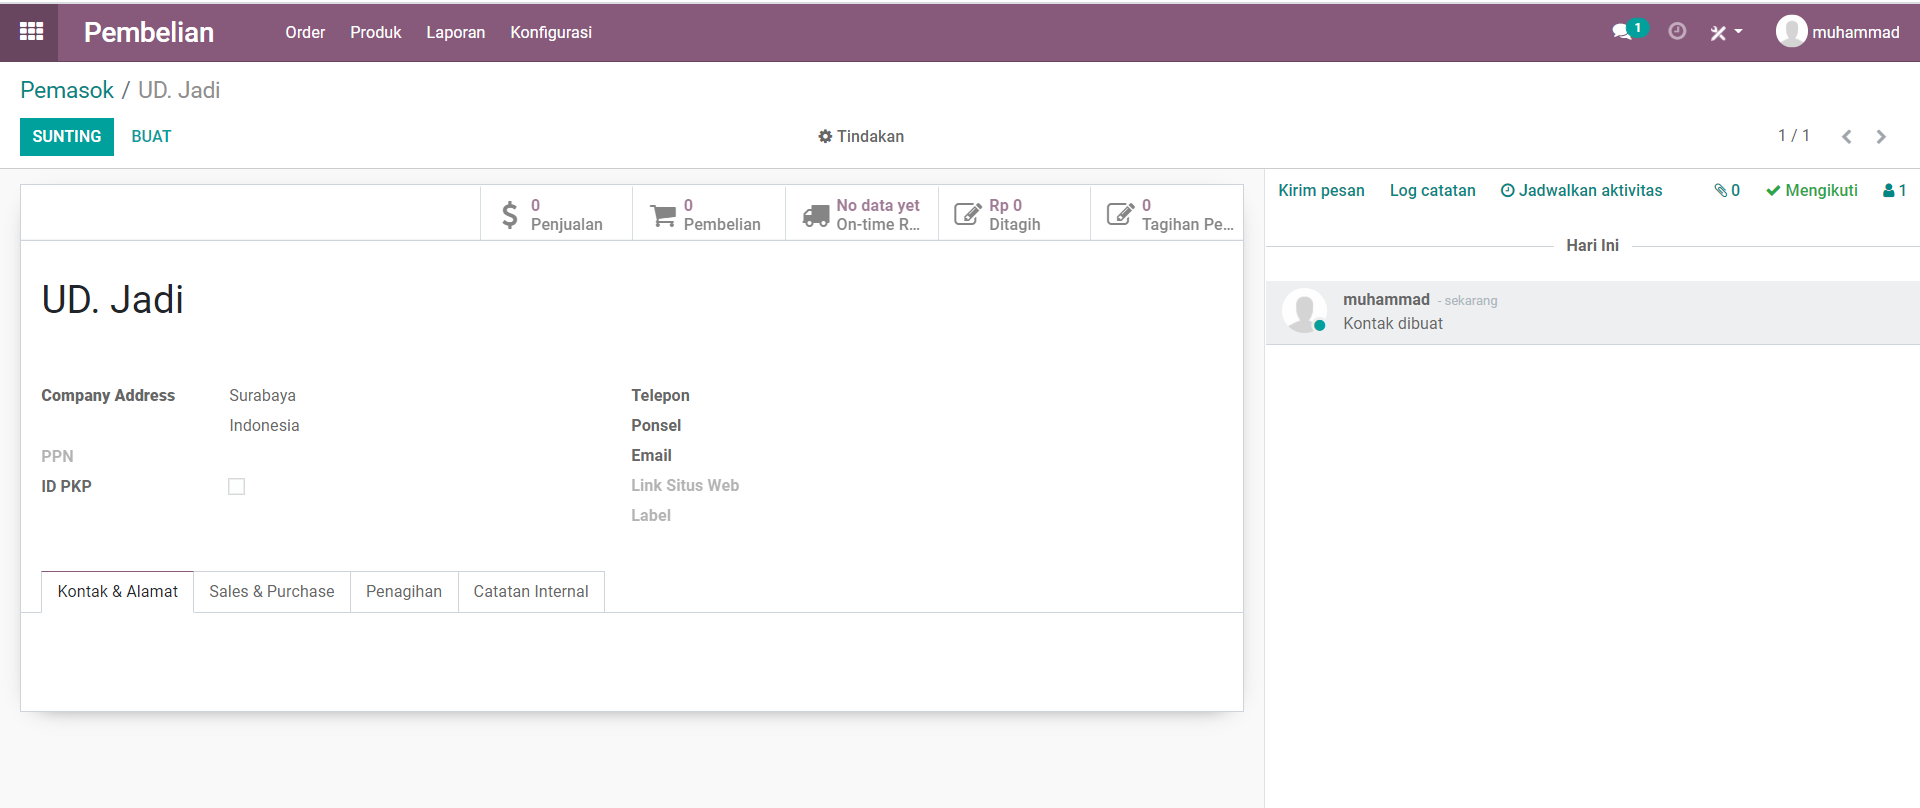 Pembelian Order Produk Laporan Konfigurasi 1 muhammad
Pemasok / UD. Jadi
SUNTING BUAT Tindakan 1 / 1
0
Penjualan
0
Pembelian
No data yet
On-time R...
Rp 0
Ditagih
0
Tagihan Pe...
UD. Jadi
Company Address Surabaya
Indonesia
PPN
ID PKP
Telepon
Ponsel
Email
Link Situs Web
Label
Kontak & Alamat Sales & Purchase Penagihan Catatan Internal
Kirim pesan Log catatan Jadwalkan aktivitas 0 Mengikuti 1
Hari Ini
muhammad - sekarang
Kontak dibuat